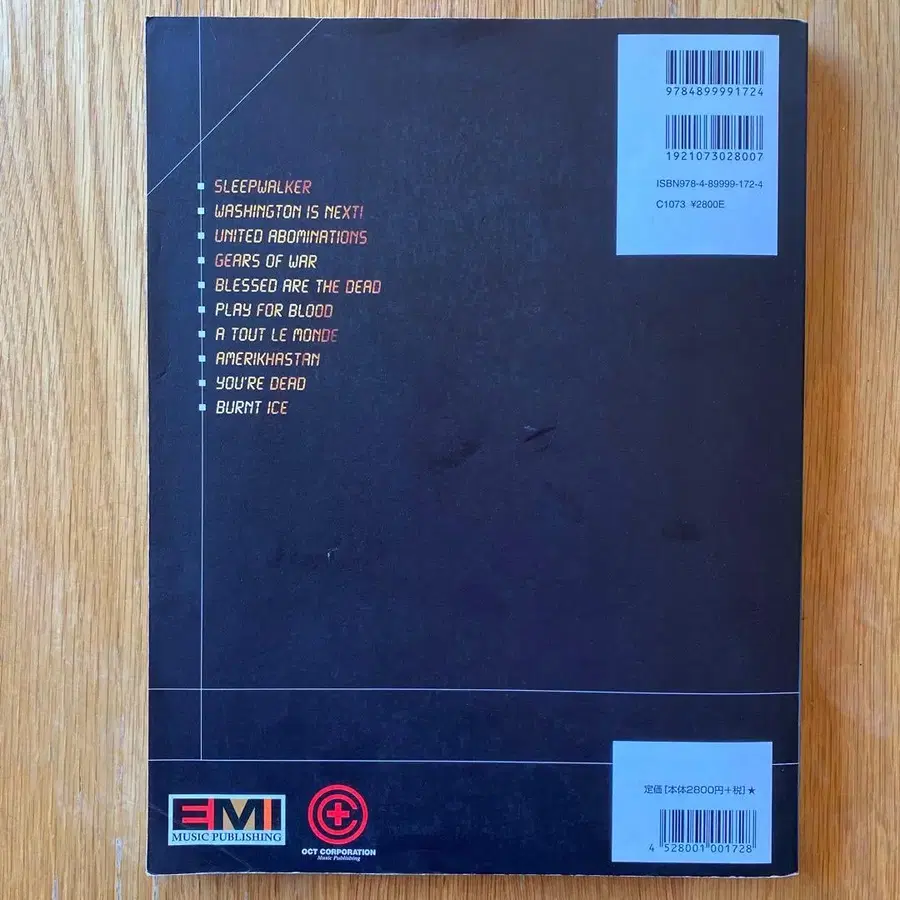 9784899991724
1921073028007
ISBN978-4-89999-172-4
C1073 ¥2800E
SLEEPWALKER
WASHINGTON IS NEXT!
UNITED ABOMINATIONS
GEARS OF WAR
BLESSED ARE THE DEAD
PLAY FOR BLOOD
A TOUT LE MONDE
AMERIKHASTAN
YOU'RE DEAD
BURNT ICE
EMI
MUSIC PUBLISHING
OCT CORPORATION
Music Publishing
定価[本体2800円+税]★
4 528001 001728